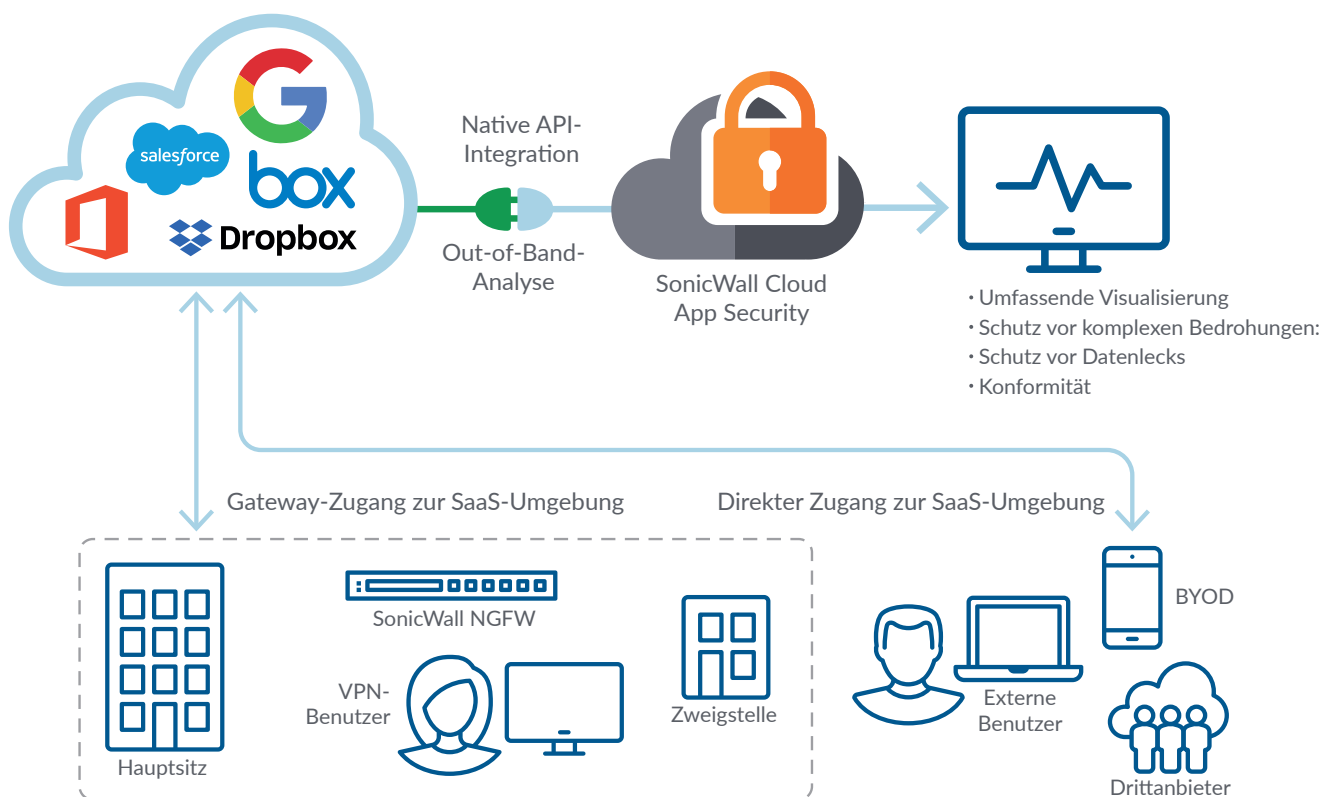 salesforce
box
Dropbox
Native API-
Integration
Out-of-Band-
Analyse
SonicWall Cloud
App Security
· Umfassende Visualisierung
· Schutz vor komplexen Bedrohungen:
· Schutz vor Datenlecks
· Konformität
Gateway-Zugang zur SaaS-Umgebung
Direkter Zugang zur SaaS-Umgebung
Hauptsitz
SonicWall NGFW
VPN-
Benutzer
Zweigstelle
Externe
Benutzer
BYOD
Drittanbieter